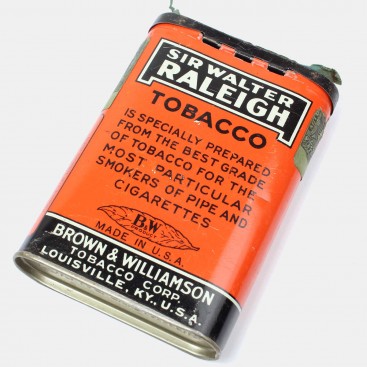 SIR WALTER
RALEIGH
TOBACCO
IS SPECIALLY PREPARED
FROM THE BEST GRADE
OF TOBACCO FOR THE
MOST PARTICULAR
SMOKERS OF PIPE AND
CIGARETTES
B&W
PRODUCT
MADE IN U.S.A.
BROWN & WILLIAMSON
TOBACCO CORP.
LOUISVILLE, KY., U.S.A.